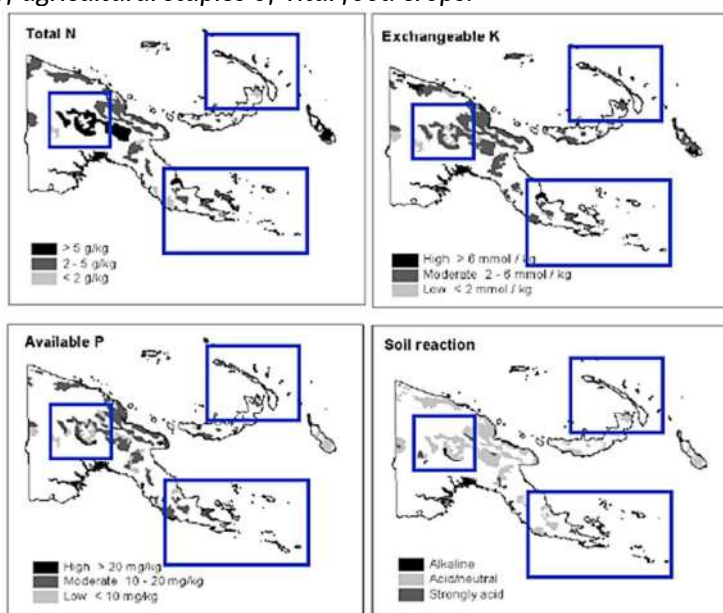 agricultural staples or vital food crops.
Total N
> 5 g/kg
2 - 5 g/kg
< 2 g/kg
Exchangeable K
High > 6 mmol / kg
Moderate 2 - 6 mmol / kg
Low < 2 mmol / kg
Available P
High > 20 mg/kg
Moderate 10 - 20 mg/kg
Low < 10 mg/kg
Soil reaction
Alkaline
Acid/neutral
Strongly acid